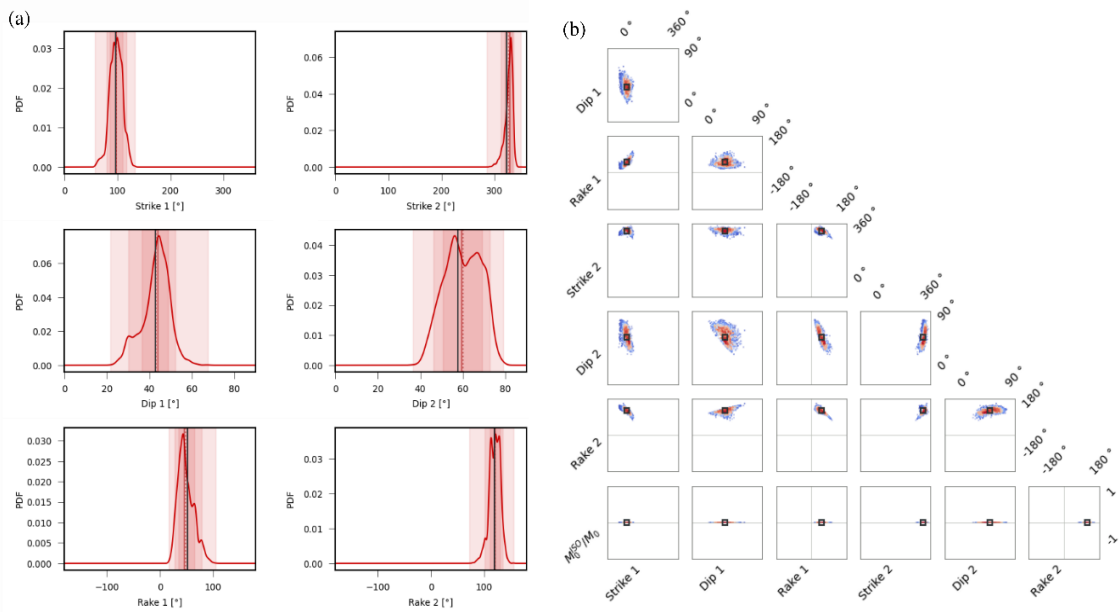 (a)
0.03
0.02
0.01
0.00
PDF
0 100 200 300
Strike 1 [°]
0.06
0.04
0.02
0.00
PDF
0 100 200 300
Strike 2 [°]
0.06
0.04
0.02
0.00
PDF
0 20 40 60 80
Dip 1 [°]
0.04
0.03
0.02
0.01
0.00
PDF
0 20 40 60 80
Dip 2 [°]
0.030
0.025
0.020
0.015
0.010
0.005
0.000
PDF
−100 0 100
Rake 1 [°]
0.03
0.02
0.01
0.00
PDF
−100 0 100
Rake 2 [°]
(b)
0° 360°
Dip 1
90°
0°
0° 90°
Rake 1
180°
-180°
-180° 180°
Strike 2
360°
0°
0° 360°
Dip 2
90°
0°
0° 90°
Rake 2
180°
-180°
-180° 180°
M₀ᴵˢᴼ/M₀
1
-1
Strike 1 Dip 1 Rake 1 Strike 2 Dip 2 Rake 2